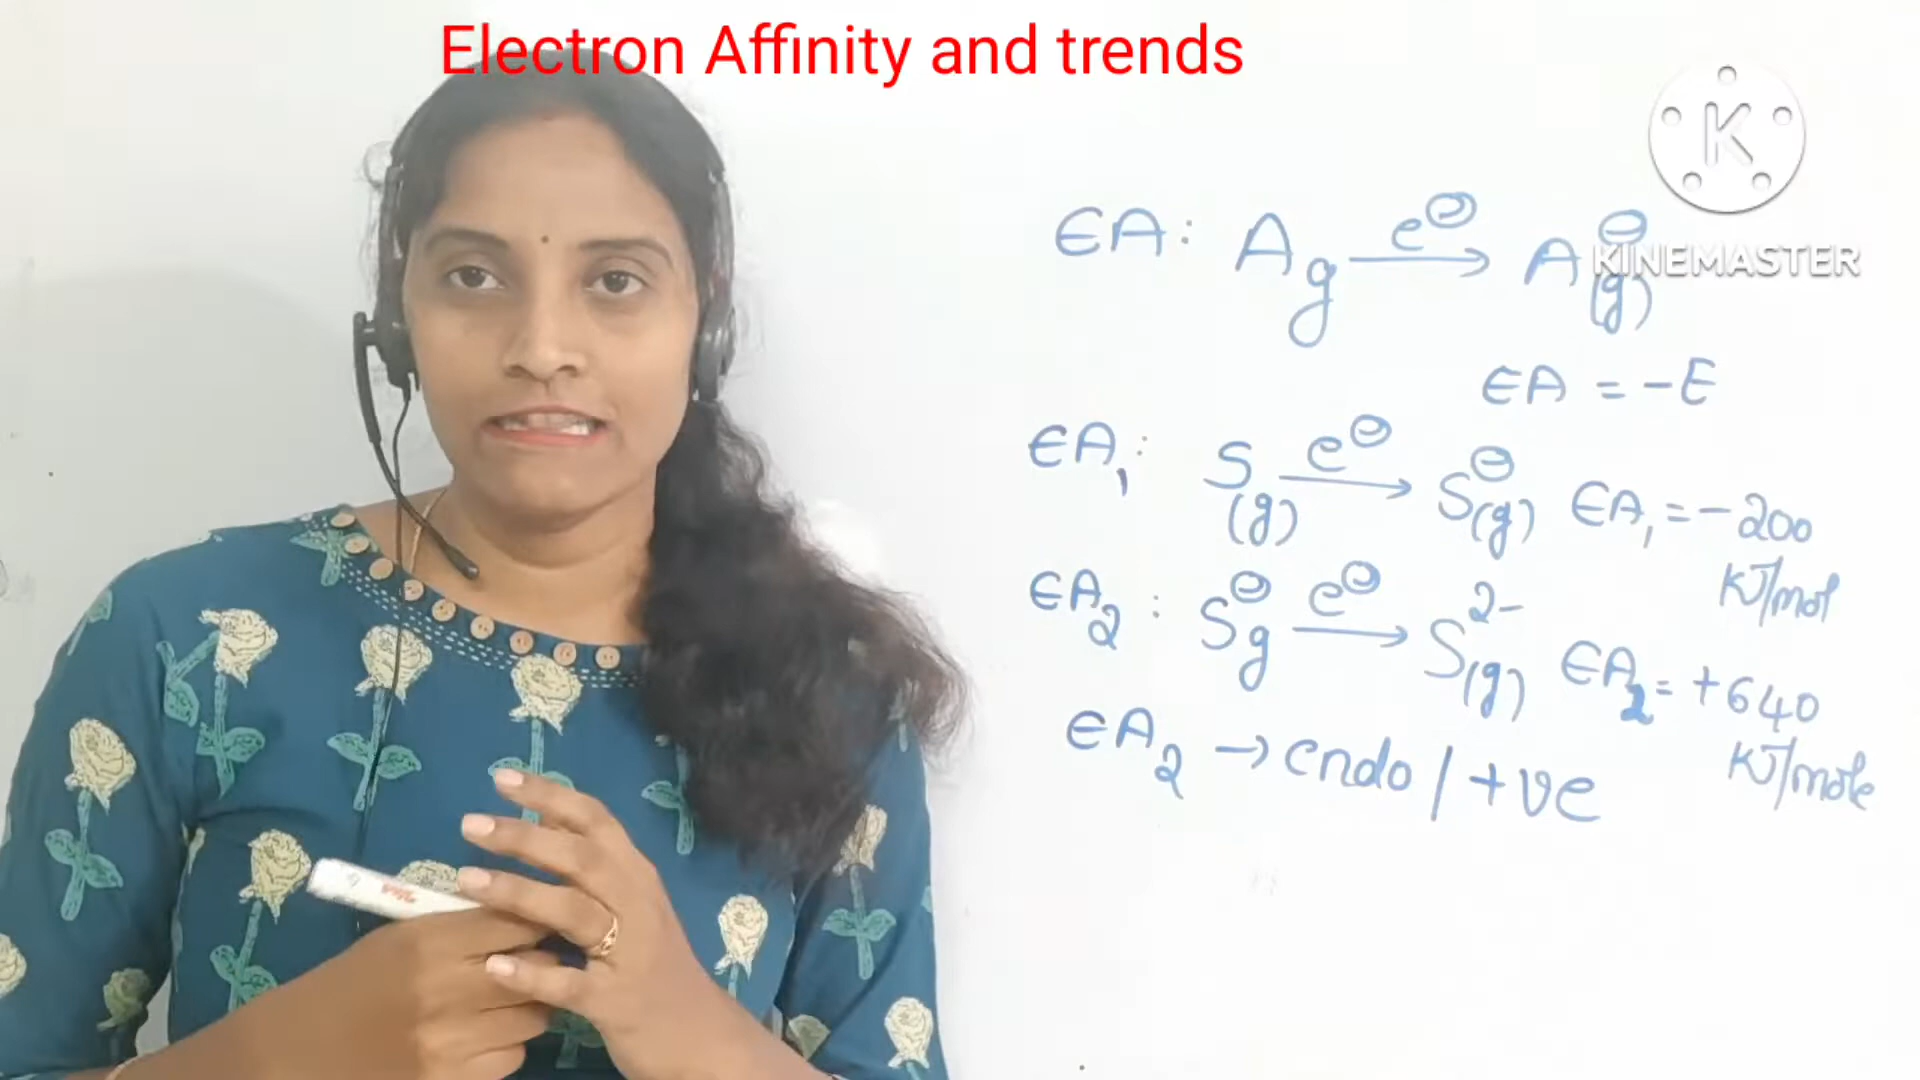 Electron Affinity and trends
K
KINEMASTER
EA: Ag e⊖ → A⊖(g)
EA = -E
EA1: S(g) e⊖ → S⊖(g) EA1 = -200
KJ/mol
EA2: S⊖g e⊖ → S2-(g) EA2 = +640
KJ/mole
EA2 → endo / +ve